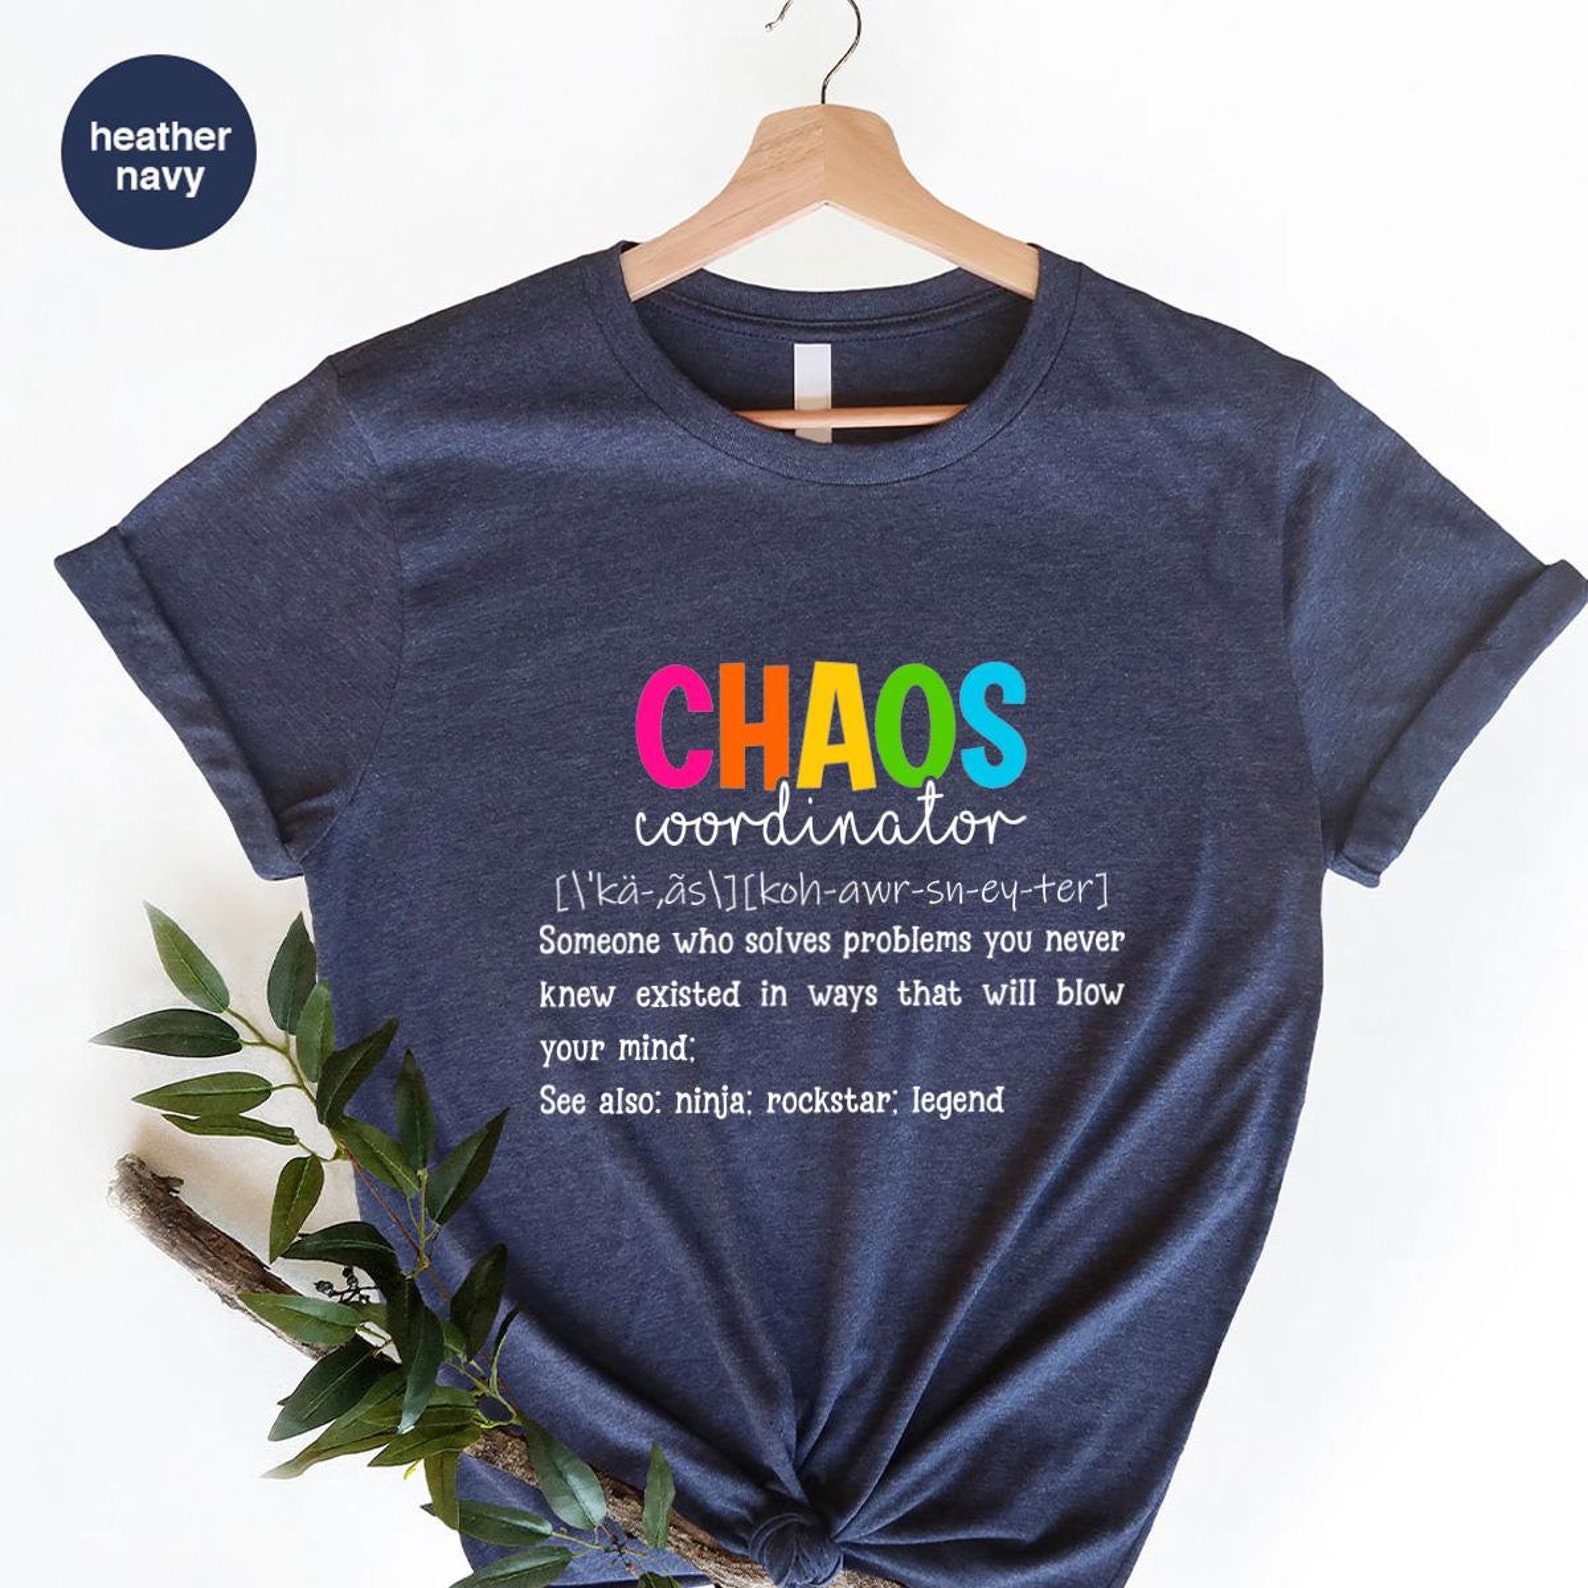 heather
navy
CHAOS
coordinator
[\'kä-,ãs\][koh-awr-sn-ey-ter]
Someone who solves problems you never
knew existed in ways that will blow
your mind;
See also: ninja; rockstar; legend